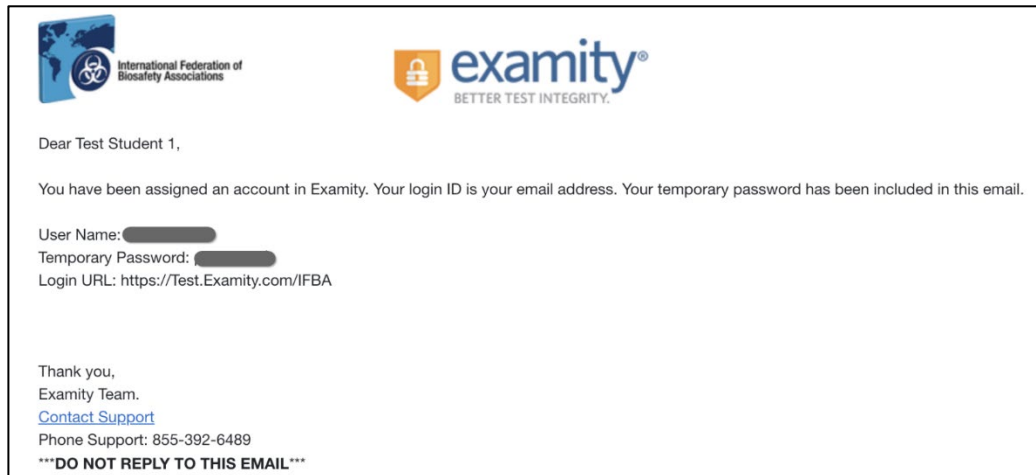 International Federation of
Biosafety Associations
examity®
BETTER TEST INTEGRITY.
Dear Test Student 1,
You have been assigned an account in Examity. Your login ID is your email address. Your temporary password has been included in this email.
User Name:
Temporary Password:
Login URL: https://Test.Examity.com/IFBA
Thank you,
Examity Team.
Contact Support
Phone Support: 855-392-6489
***DO NOT REPLY TO THIS EMAIL***